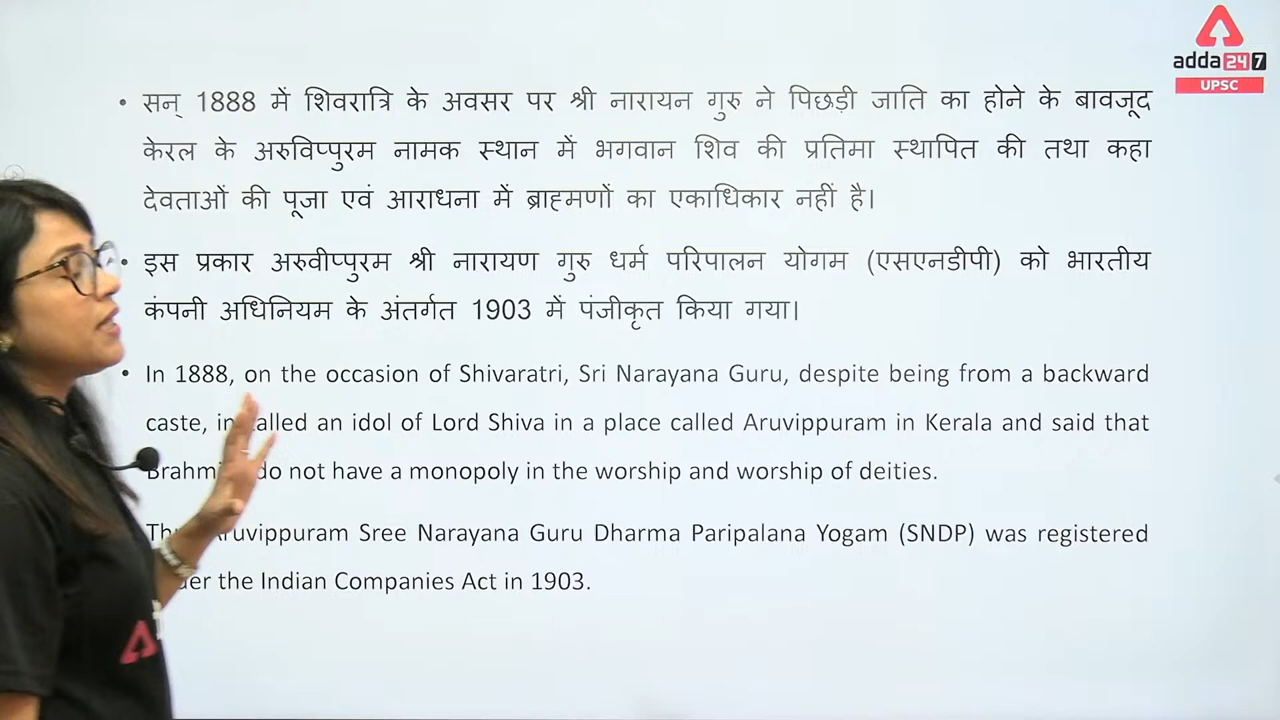 adda 247
UPSC
• सन् 1888 में शिवरात्रि के अवसर पर श्री नारायन गुरु ने पिछड़ी जाति का होने के बावजूद
केरल के अरुविप्पुरम नामक स्थान में भगवान शिव की प्रतिमा स्थापित की तथा कहा
देवताओं की पूजा एवं आराधना में ब्राह्मणों का एकाधिकार नहीं है।
• इस प्रकार अरुवीप्पुरम श्री नारायण गुरु धर्म परिपालन योगम (एसएनडीपी) को भारतीय
कंपनी अधिनियम के अंतर्गत 1903 में पंजीकृत किया गया।
• In 1888, on the occasion of Shivaratri, Sri Narayana Guru, despite being from a backward
caste, an idol of Lord Shiva in a place called Aruvippuram in Kerala and said that
do not have a monopoly in the worship and worship of deities.
Sree Narayana Guru Dharma Paripalana Yogam (SNDP) was registered
the Indian Companies Act in 1903.